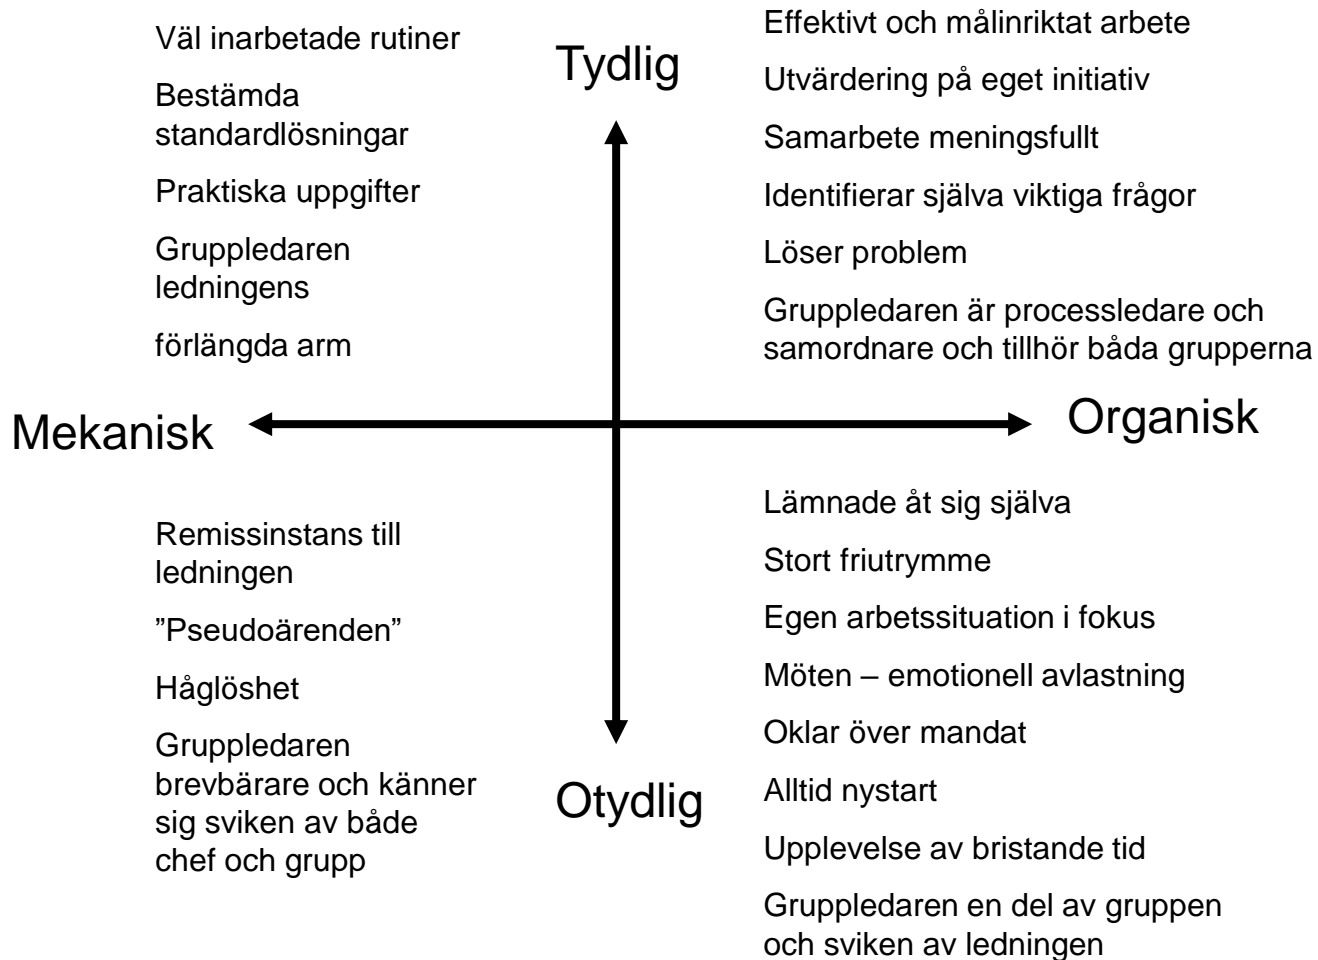 Väl inarbetade rutiner
Bestämda
standardlösningar
Praktiska uppgifter
Gruppledaren
ledningens
förlängda arm
Tydlig
Effektivt och målinriktat arbete
Utvärdering på eget initiativ
Samarbete meningsfullt
Identifierar själva viktiga frågor
Löser problem
Gruppledaren är processledare och
samordnare och tillhör båda grupperna
Mekanisk
Organisk
Remissinstans till
ledningen
”Pseudoärenden”
Håglöshet
Gruppledaren
brevbärare och känner
sig sviken av både
chef och grupp
Otydlig
Lämnade åt sig själva
Stort friutrymme
Egen arbetssituation i fokus
Möten – emotionell avlastning
Oklar över mandat
Alltid nystart
Upplevelse av bristande tid
Gruppledaren en del av gruppen
och sviken av ledningen